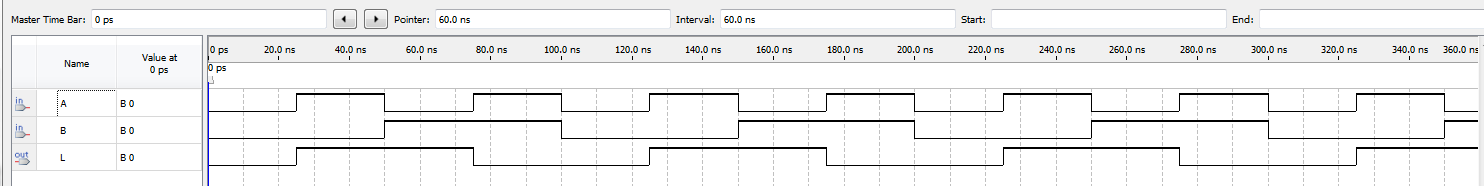 Master Time Bar: 0 ps Pointer: 60.0 ns Interval: 60.0 ns Start: End:
Name Value at 0 ps
0 ps 20.0 ns 40.0 ns 60.0 ns 80.0 ns 100.0 ns 120.0 ns 140.0 ns 160.0 ns 180.0 ns 200.0 ns 220.0 ns 240.0 ns 260.0 ns 280.0 ns 300.0 ns 320.0 ns 340.0 ns 360.0 ns
0 ps
in A B 0
in B B 0
out L B 0